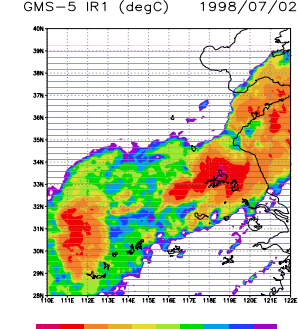 GMS-5 IR1 (degC) 1998/07/02
40N
39N
38N
37N
36N
35N
34N
33N
32N
31N
30N
29N
28N
110E 111E 112E 113E 114E 115E 116E 117E 118E 119E 120E 121E 122E